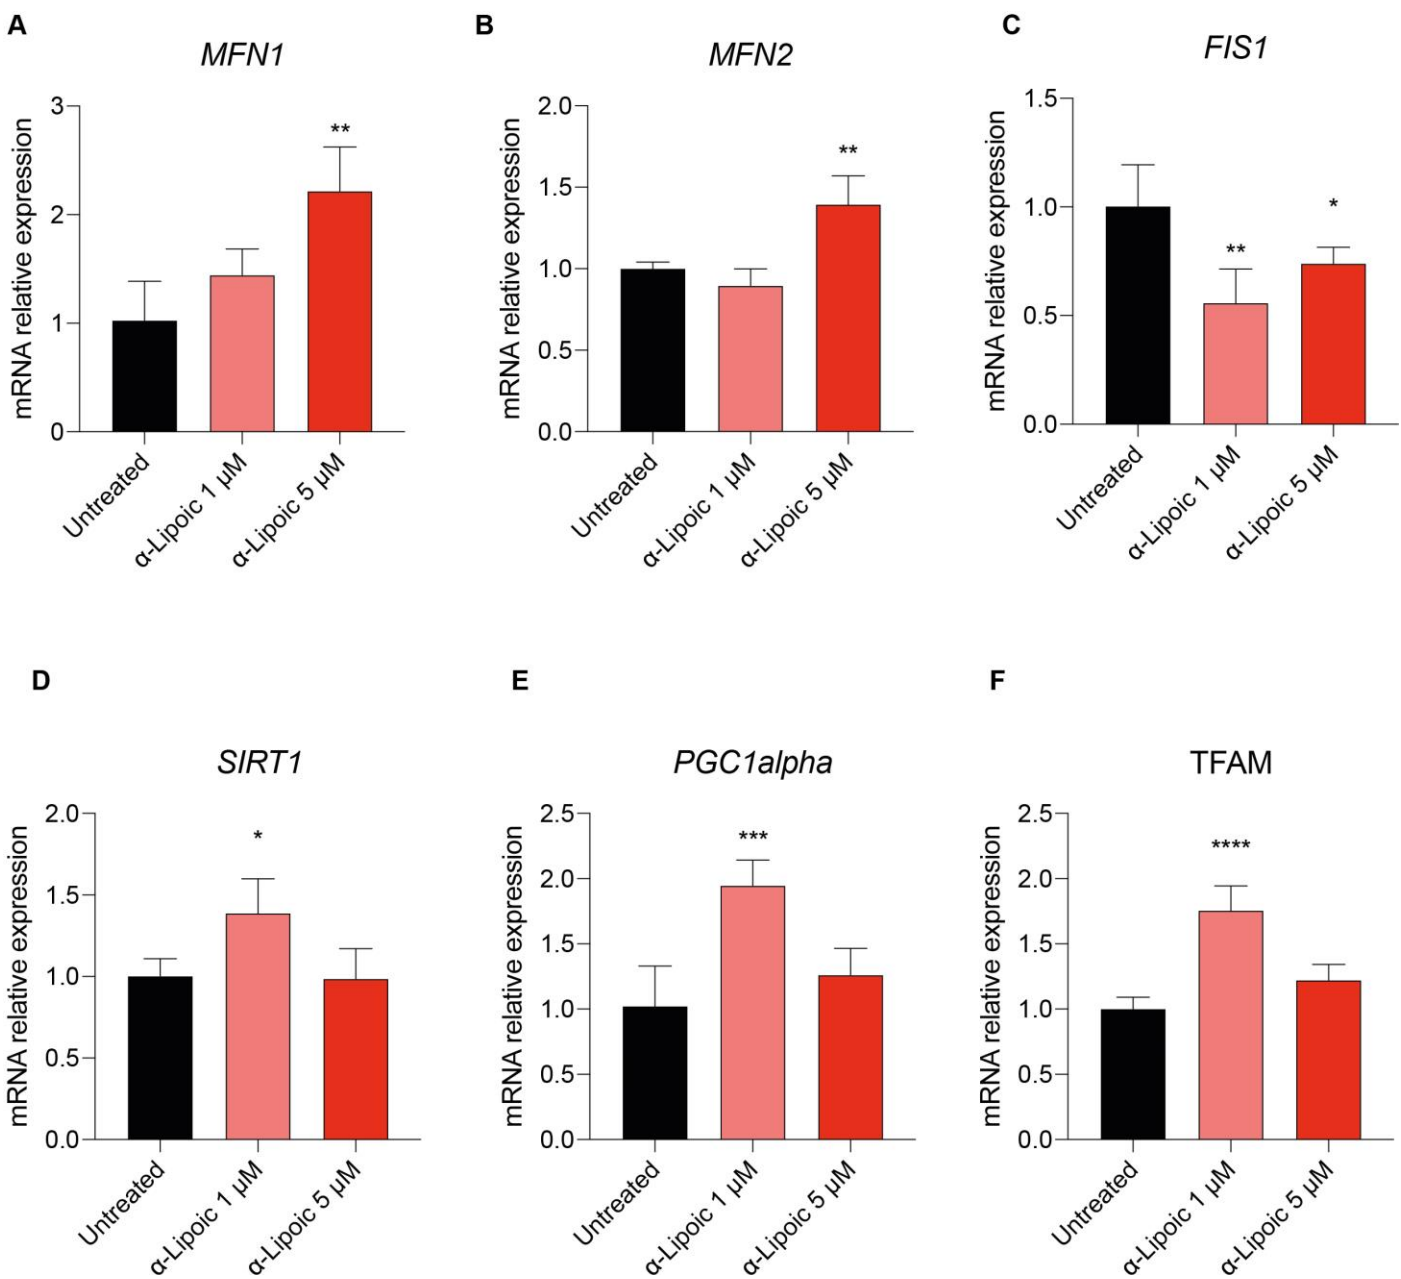 A
MFN1
mRNA relative expression
3
2
1
0
**
Untreated
α-Lipoic 1 µM
α-Lipoic 5 µM
B
MFN2
mRNA relative expression
2.0
1.5
1.0
0.5
0.0
**
Untreated
α-Lipoic 1 µM
α-Lipoic 5 µM
C
FIS1
mRNA relative expression
1.5
1.0
0.5
0.0
**
*
Untreated
α-Lipoic 1 µM
α-Lipoic 5 µM
D
SIRT1
mRNA relative expression
2.0
1.5
1.0
0.5
0.0
*
Untreated
α-Lipoic 1 µM
α-Lipoic 5 µM
E
PGC1alpha
mRNA relative expression
2.5
2.0
1.5
1.0
0.5
0.0
***
Untreated
α-Lipoic 1 µM
α-Lipoic 5 µM
F
TFAM
mRNA relative expression
2.5
2.0
1.5
1.0
0.5
0.0
****
Untreated
α-Lipoic 1 µM
α-Lipoic 5 µM